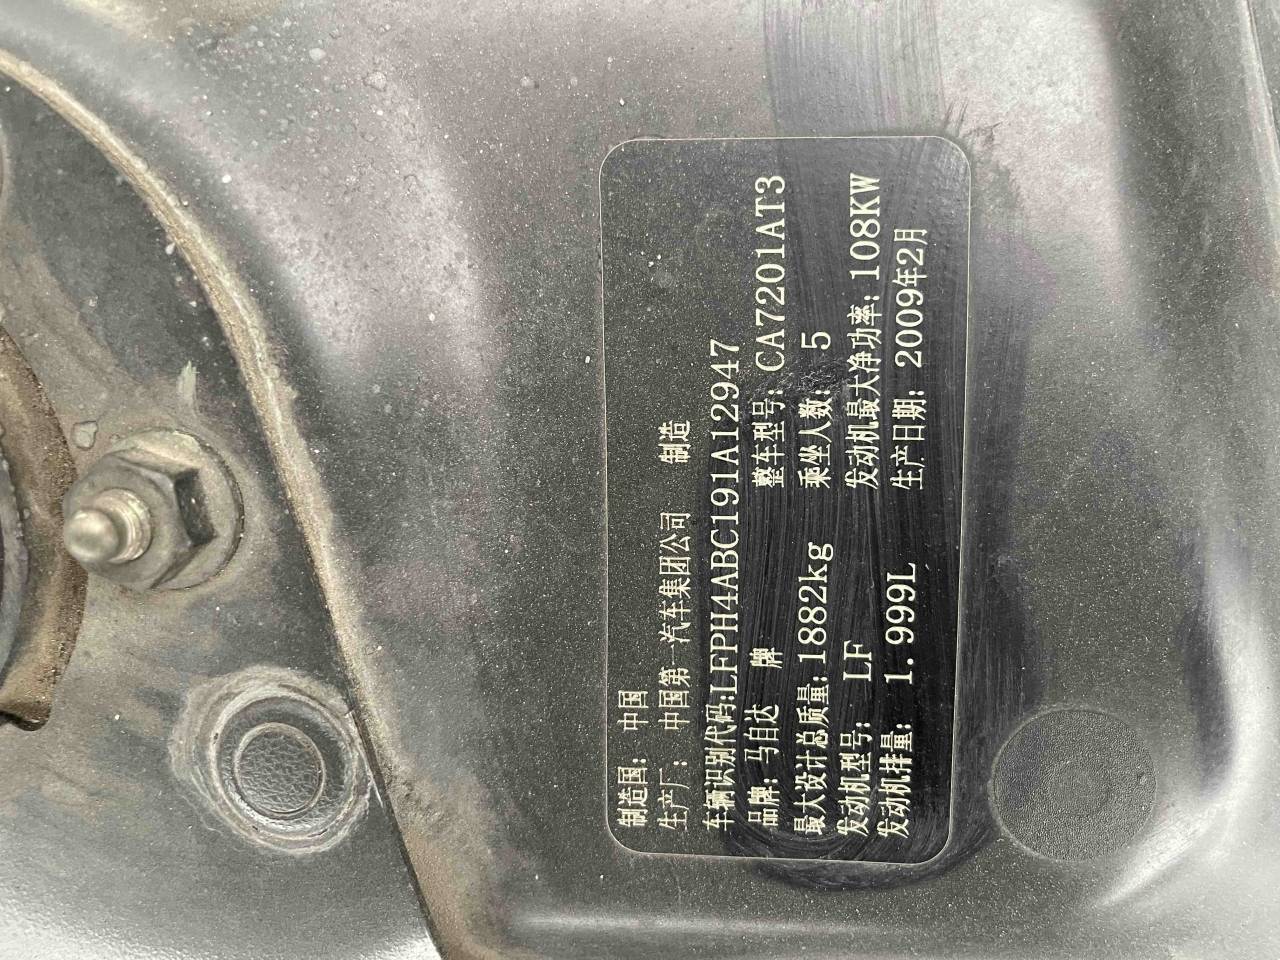 制造国：中国
生产厂：中国第一汽车集团公司 制造
车辆识别代码:LFPH4ABC191A12947
品牌：马自达 牌 整车型号：CA7201AT3
最大设计总质量：1882kg 乘坐人数：5
发动机型号： LF 发动机最大净功率：108KW
发动机排量：1.999L 生产日期：2009年2月